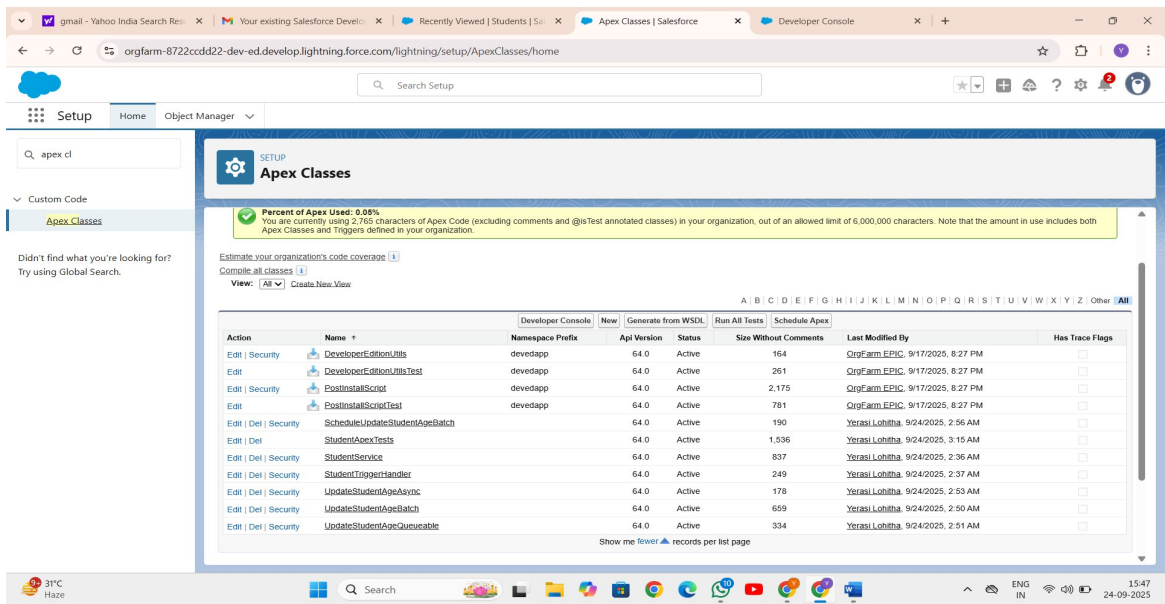 gmail - Yahoo India Search Res
Your existing Salesforce Develo
Recently Viewed | Students | Sa
Apex Classes | Salesforce
Developer Console
orgfarm-8722ccdd22-dev-ed.develop.lightning.force.com/lightning/setup/ApexClasses/home
Y
Search Setup
2
Setup Home Object Manager
apex cl
Custom Code
Apex Classes
Didn't find what you're looking for?
Try using Global Search.
SETUP
Apex Classes
Percent of Apex Used: 0.05%
You are currently using 2,765 characters of Apex Code (excluding comments and @isTest annotated classes) in your organization, out of an allowed limit of 6,000,000 characters. Note that the amount in use includes both
Apex Classes and Triggers defined in your organization.
Estimate your organization's code coverage i
Compile all classes i
View: All Create New View
A | B | C | D | E | F | G | H | I | J | K | L | M | N | O | P | Q | R | S | T | U | V | W | X | Y | Z | Other All
Developer Console New Generate from WSDL Run All Tests Schedule Apex
Action Name ↑ Namespace Prefix Api Version Status Size Without Comments Last Modified By Has Trace Flags
Edit | Security DeveloperEditionUtils devedapp 64.0 Active 164 OrgFarm EPIC, 9/17/2025, 8:27 PM
Edit DeveloperEditionUtilsTest devedapp 64.0 Active 261 OrgFarm EPIC, 9/17/2025, 8:27 PM
Edit | Security PostInstallScript devedapp 64.0 Active 2,175 OrgFarm EPIC, 9/17/2025, 8:27 PM
Edit PostInstallScriptTest devedapp 64.0 Active 781 OrgFarm EPIC, 9/17/2025, 8:27 PM
Edit | Del | Security ScheduleUpdateStudentAgeBatch 64.0 Active 190 Yerasi Lohitha, 9/24/2025, 2:56 AM
Edit | Del StudentApexTests 64.0 Active 1,536 Yerasi Lohitha, 9/24/2025, 3:15 AM
Edit | Del | Security StudentService 64.0 Active 837 Yerasi Lohitha, 9/24/2025, 2:36 AM
Edit | Del | Security StudentTriggerHandler 64.0 Active 249 Yerasi Lohitha, 9/24/2025, 2:37 AM
Edit | Del | Security UpdateStudentAgeAsync 64.0 Active 178 Yerasi Lohitha, 9/24/2025, 2:53 AM
Edit | Del | Security UpdateStudentAgeBatch 64.0 Active 659 Yerasi Lohitha, 9/24/2025, 2:50 AM
Edit | Del | Security UpdateStudentAgeQueueable 64.0 Active 334 Yerasi Lohitha, 9/24/2025, 2:51 AM
Show me fewer records per list page
9+ 31°C
Haze
Search
10
ENG
IN
15:47
24-09-2025